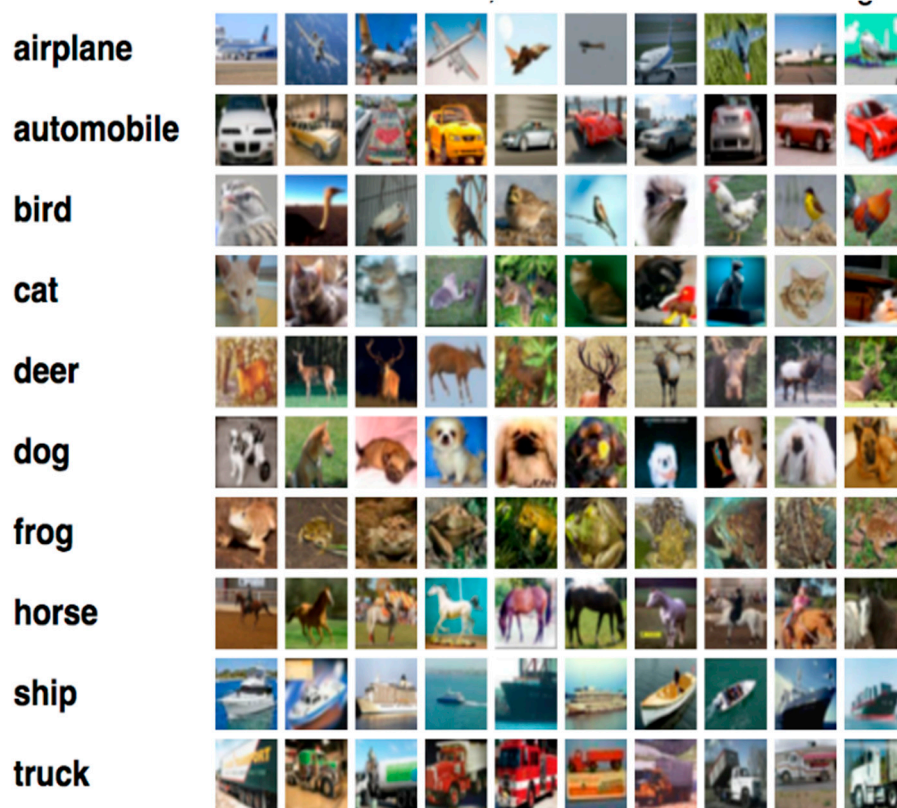 airplane
automobile
bird
cat
deer
dog
frog
horse
ship
truck